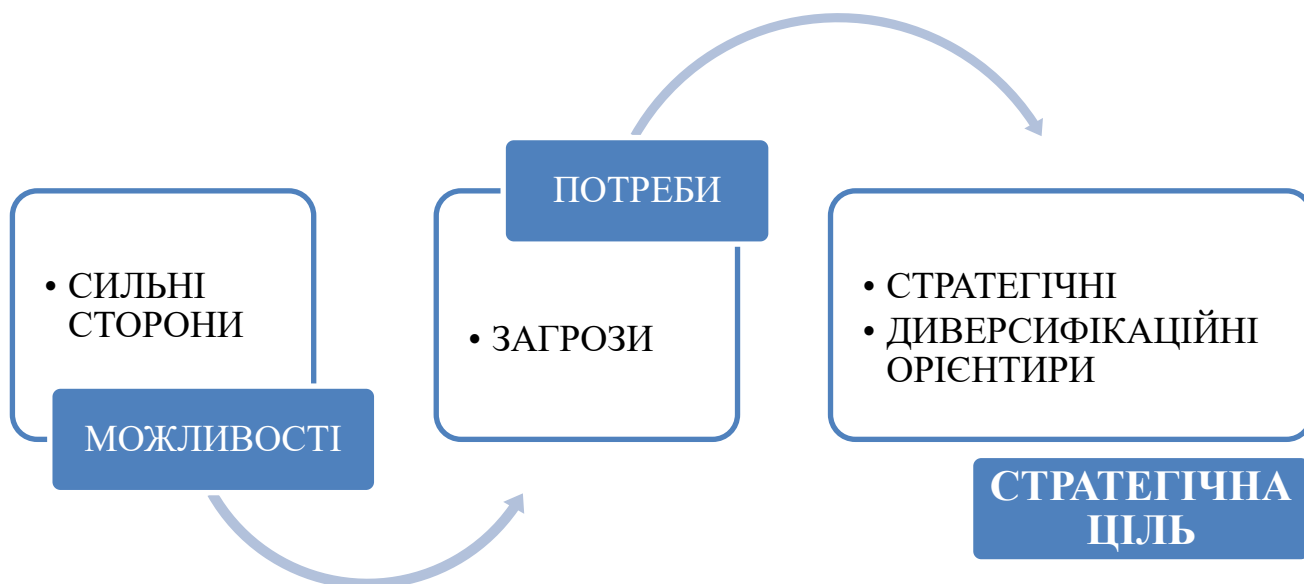 • СИЛЬНІ
СТОРОНИ
МОЖЛИВОСТІ
ПОТРЕБИ
• ЗАГРОЗИ
• СТРАТЕГІЧНІ
• ДИВЕРСИФІКАЦІЙНІ
ОРІЄНТИРИ
СТРАТЕГІЧНА
ЦІЛЬ